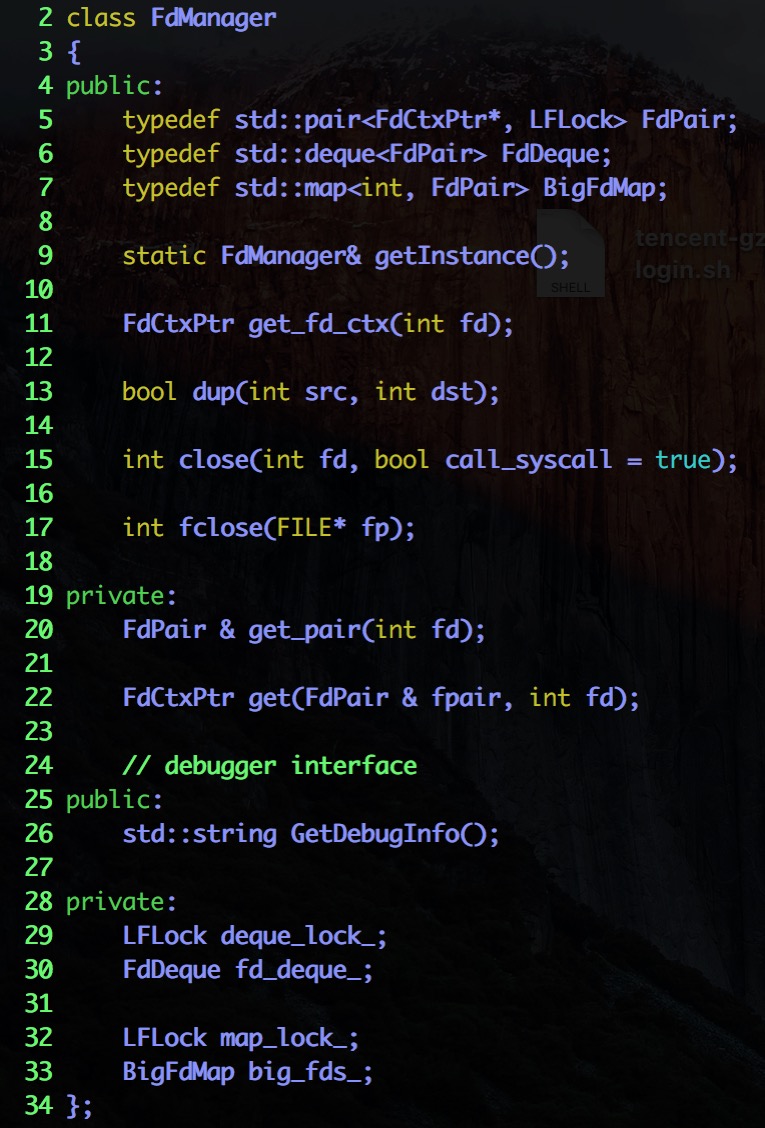 2 class FdManager
3 {
4 public:
5     typedef std::pair<FdCtxPtr*, LFLock> FdPair;
6     typedef std::deque<FdPair> FdDeque;
7     typedef std::map<int, FdPair> BigFdMap;
8
9     static FdManager& getInstance();
10
11     FdCtxPtr get_fd_ctx(int fd);
12
13     bool dup(int src, int dst);
14
15     int close(int fd, bool call_syscall = true);
16
17     int fclose(FILE* fp);
18
19 private:
20     FdPair & get_pair(int fd);
21
22     FdCtxPtr get(FdPair & fpair, int fd);
23
24     // debugger interface
25 public:
26     std::string GetDebugInfo();
27
28 private:
29     LFLock deque_lock_;
30     FdDeque fd_deque_;
31
32     LFLock map_lock_;
33     BigFdMap big_fds_;
34 };
tencent-gz
login.sh
SHELL